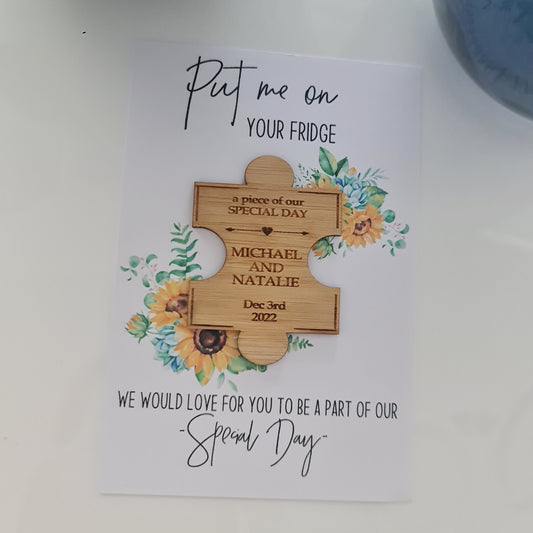 Put me on
YOUR FRIDGE
a piece of our
SPECIAL DAY
MICHAEL
AND
NATALIE
Dec 3rd
2022
WE WOULD LOVE FOR YOU TO BE A PART OF OUR
-Special Day-